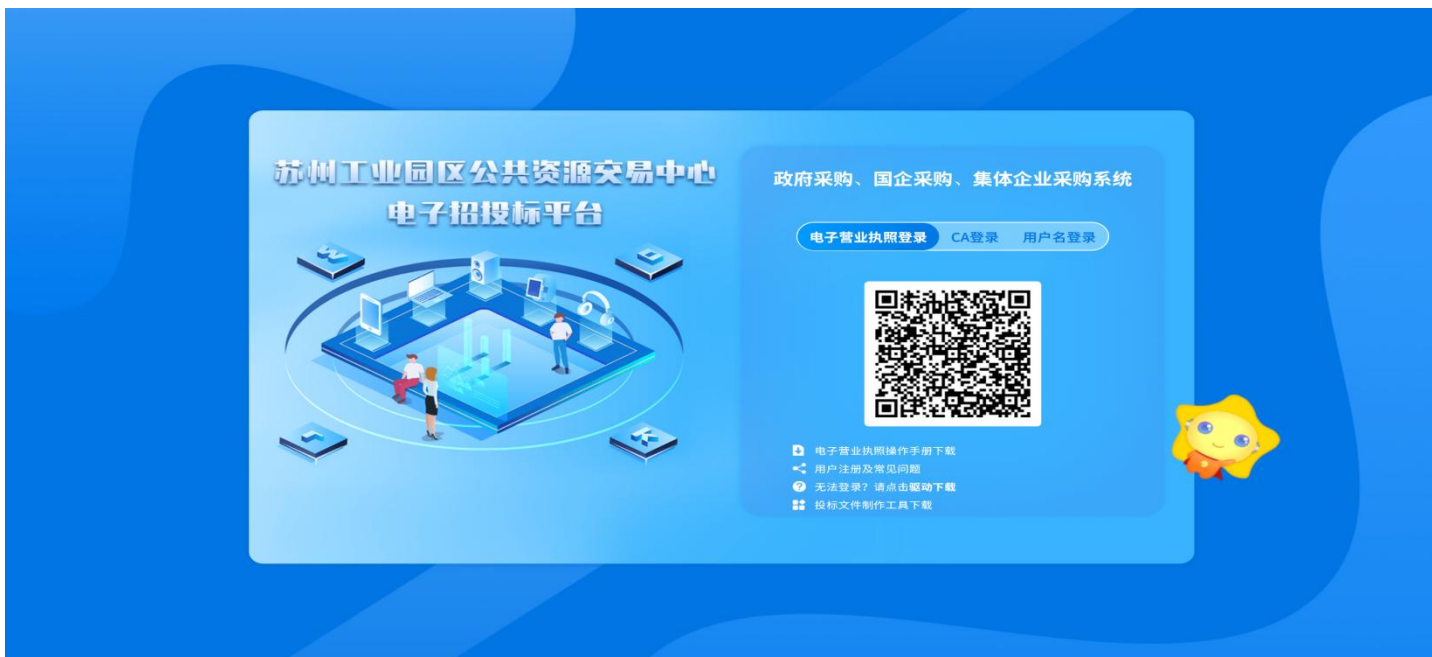 苏州工业园区公共资源交易中心
电子招投标平台
政府采购、国企采购、集体企业采购系统
电子营业执照登录 CA登录 用户名登录
电子营业执照操作手册下载
用户注册及常见问题
无法登录？请点击驱动下载
投标文件制作工具下载